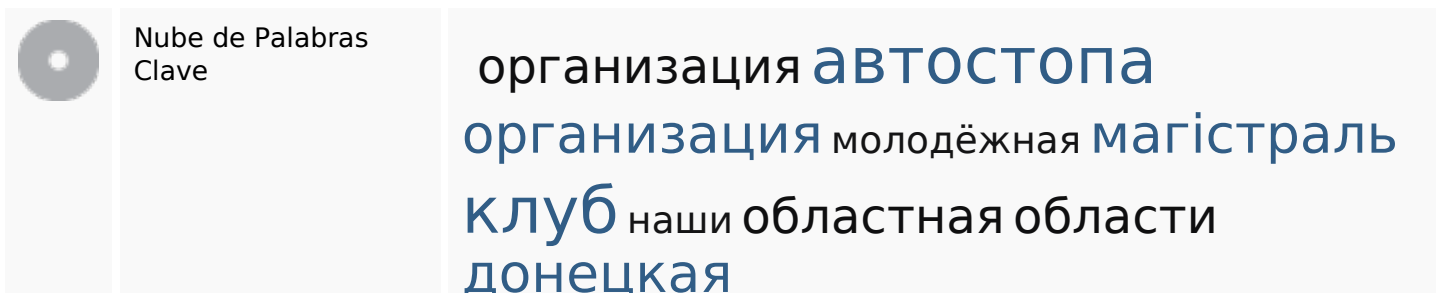 Nube de Palabras
Clave
организация автостопа
организация молодёжная магістраль
клуб наши областная области
донецкая